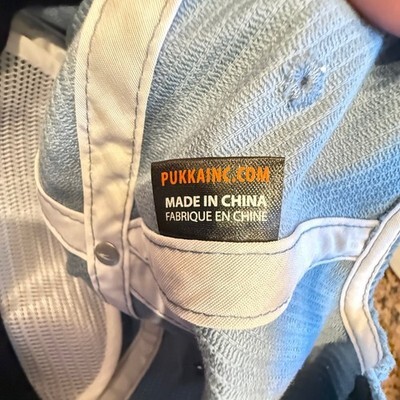 PUKKAINC.COM
MADE IN CHINA
FABRIQUE EN CHINE